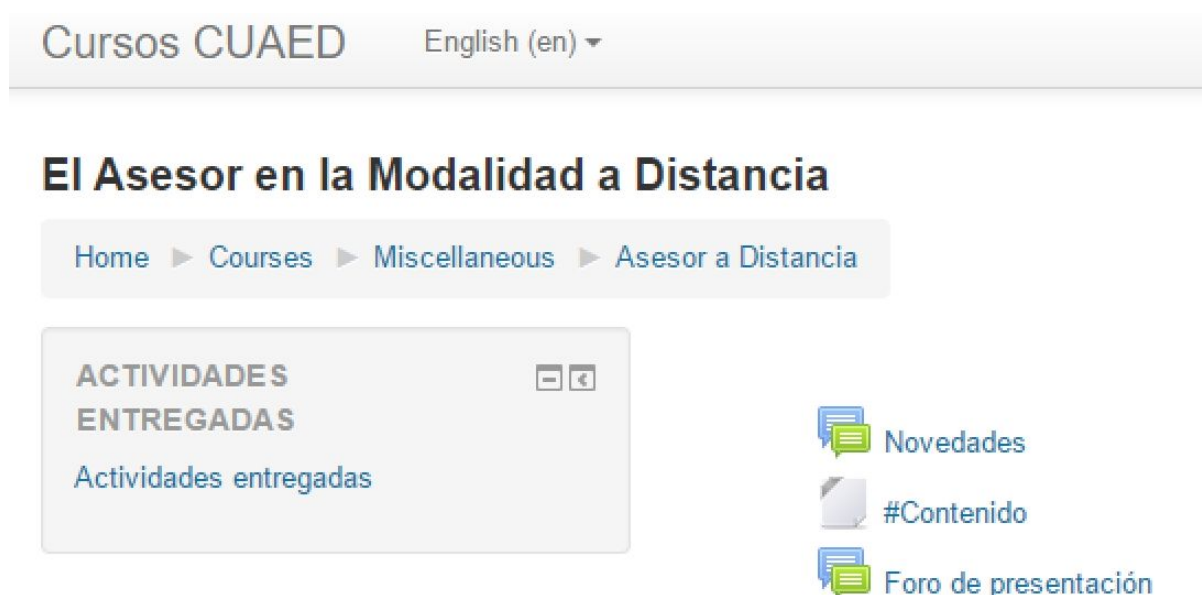 Cursos CUAED English (en)
El Asesor en la Modalidad a Distancia
Home Courses Miscellaneous Asesor a Distancia
ACTIVIDADES
ENTREGADAS
Actividades entregadas
Novedades
#Contenido
Foro de presentación